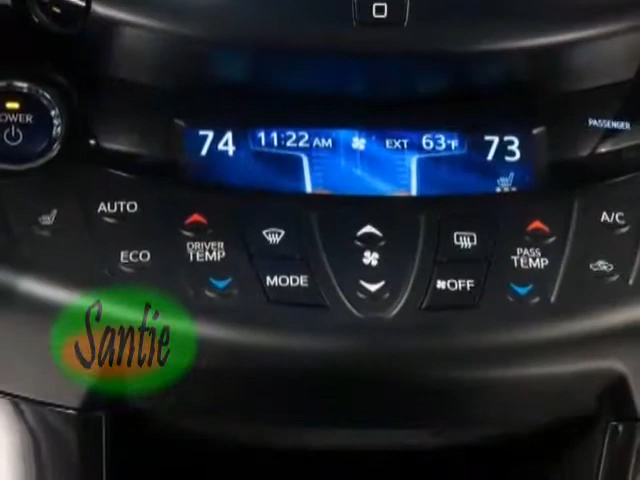 POWER
74 11:22 AM EXT 63°F 73
PASSENGER
AUTO
A/C
DRIVER
TEMP
PASS
TEMP
ECO
MODE
OFF
Santie